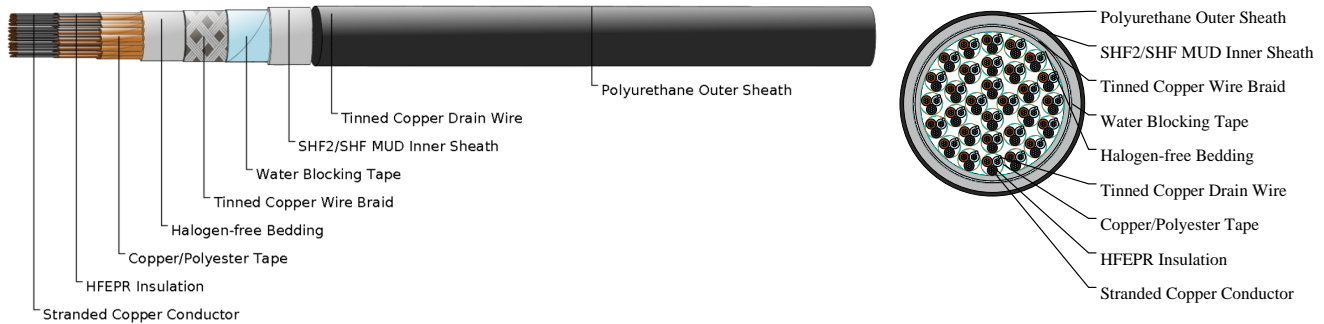 Polyurethane Outer Sheath
Tinned Copper Drain Wire
SHF2/SHF MUD Inner Sheath
Water Blocking Tape
Tinned Copper Wire Braid
Halogen-free Bedding
Copper/Polyester Tape
HFEPR Insulation
Stranded Copper Conductor
Polyurethane Outer Sheath
SHF2/SHF MUD Inner Sheath
Tinned Copper Wire Braid
Water Blocking Tape
Halogen-free Bedding
Tinned Copper Drain Wire
Copper/Polyester Tape
HFEPR Insulation
Stranded Copper Conductor